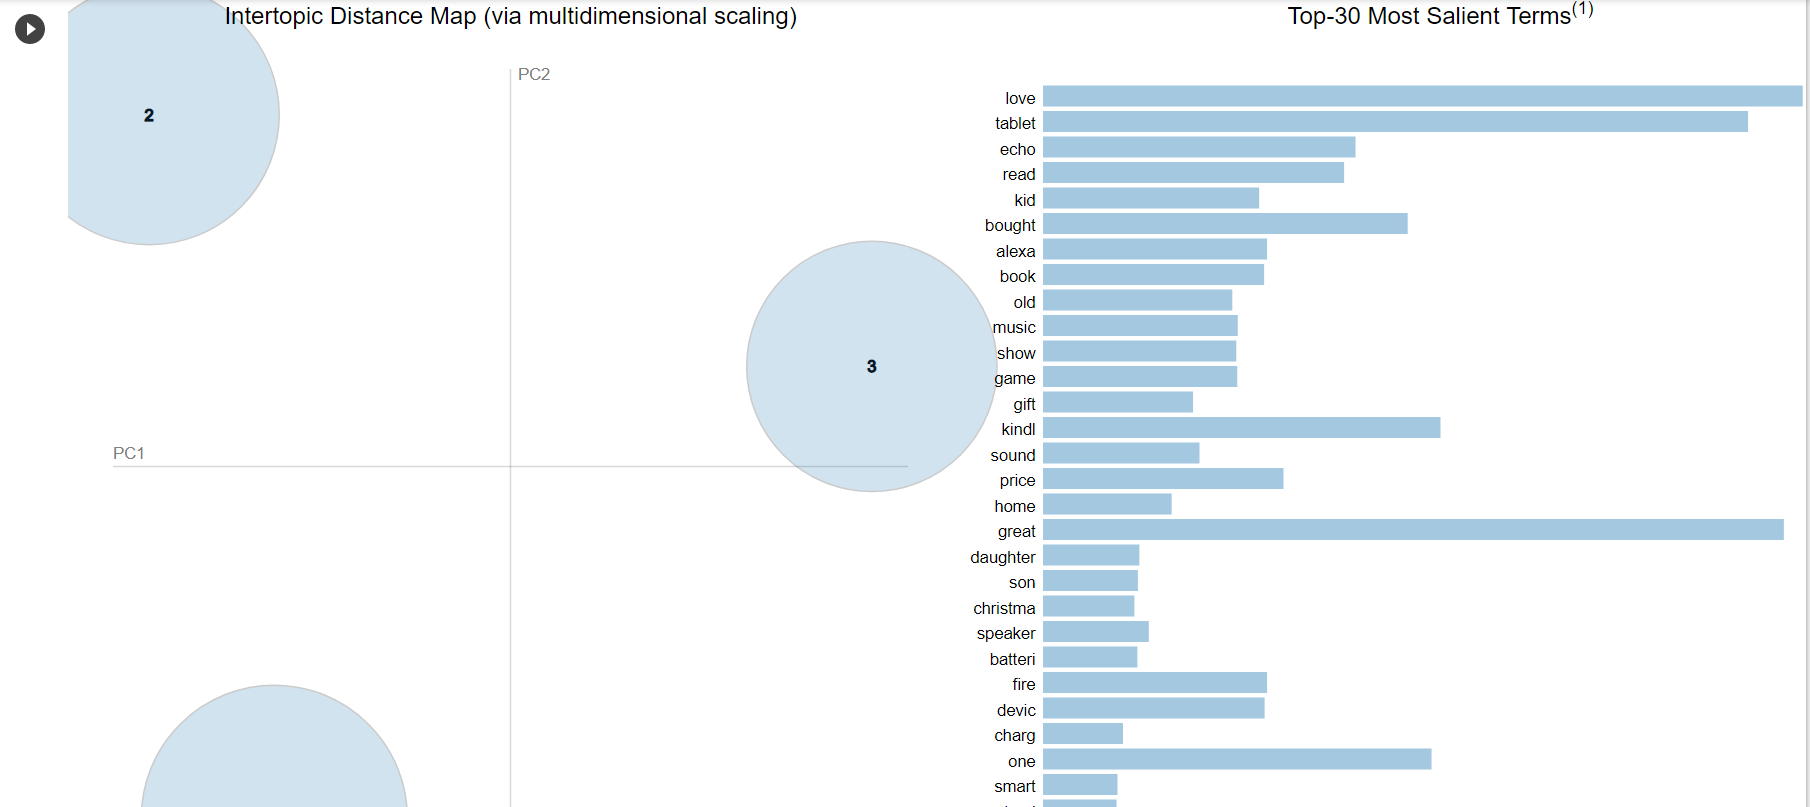 Intertopic Distance Map (via multidimensional scaling)
Top-30 Most Salient Terms(1)
PC2
2
3
PC1
love
tablet
echo
read
kid
bought
alexa
book
old
music
show
game
gift
kindl
sound
price
home
great
daughter
son
christma
speaker
batteri
fire
devic
charg
one
smart